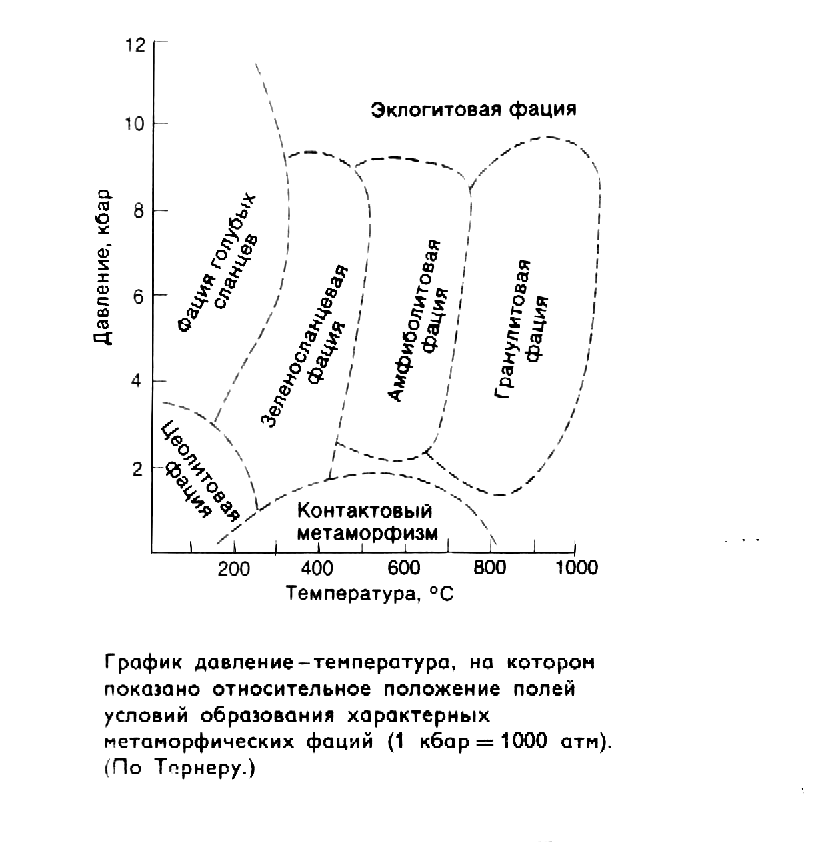 12
10
8
6
4
2
Давление, кбар
Эклогитовая фация
Фация голубых
сланцев
Зеленосланцевая
фация
Амфиболитовая
фация
Гранулитовая
фация
Цеолитовая
фация
Контактовый
метаморфизм
200 400 600 800 1000
Температура, °С
График давление–температура, на котором
показано относительное положение полей
условий образования характерных
метаморфических фаций (1 кбар = 1000 атм).
(По Тернеру.)